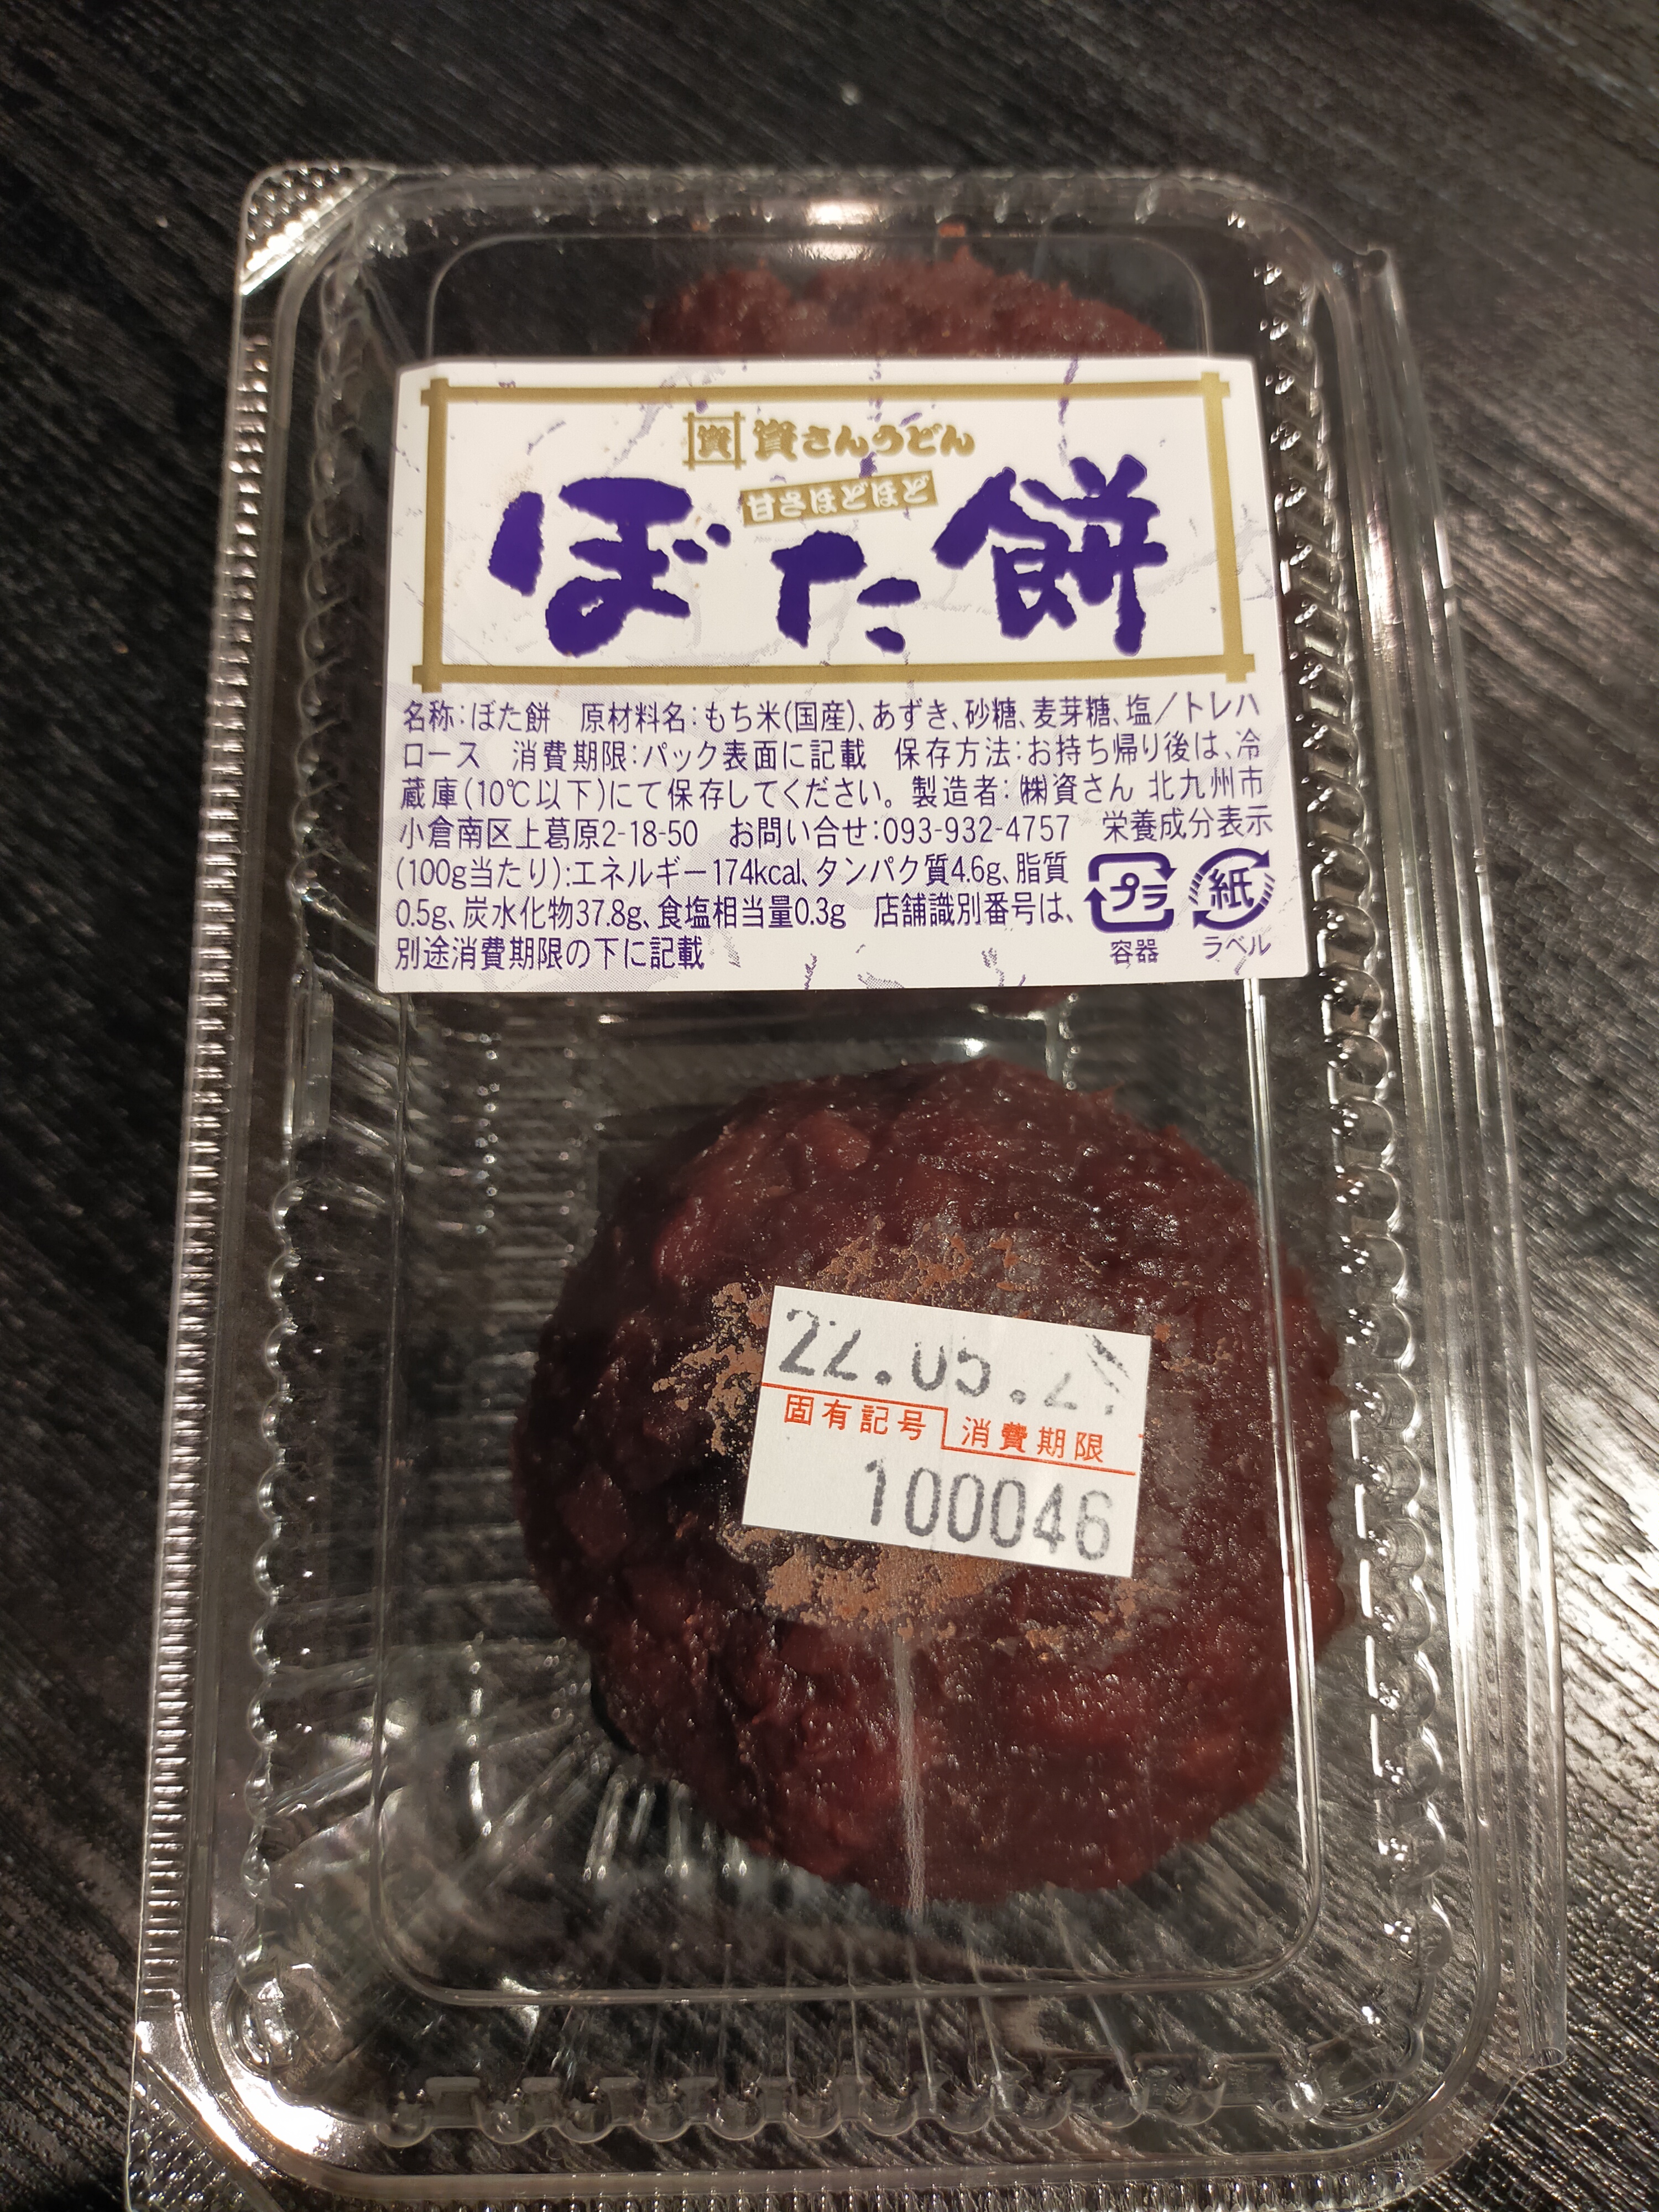 資 資さんうどん
甘さほどほど
ぼた餅
名称:ぼた餅 原材料名:もち米(国産)、あずき、砂糖、麦芽糖、塩/トレハ
ロース 消費期限:パック表面に記載 保存方法:お持ち帰り後は、冷
蔵庫(10℃以下)にて保存してください。製造者:㈱資さん 北九州市
小倉南区上葛原2-18-50 お問い合せ:093-932-4757 栄養成分表示
(100g当たり):エネルギー174kcal、タンパク質4.6g、脂質
0.5g、炭水化物37.8g、食塩相当量0.3g 店舗識別番号は、
別途消費期限の下に記載
プラ 紙
容器 ラベル
22.05.
固有記号 消費期限
100046